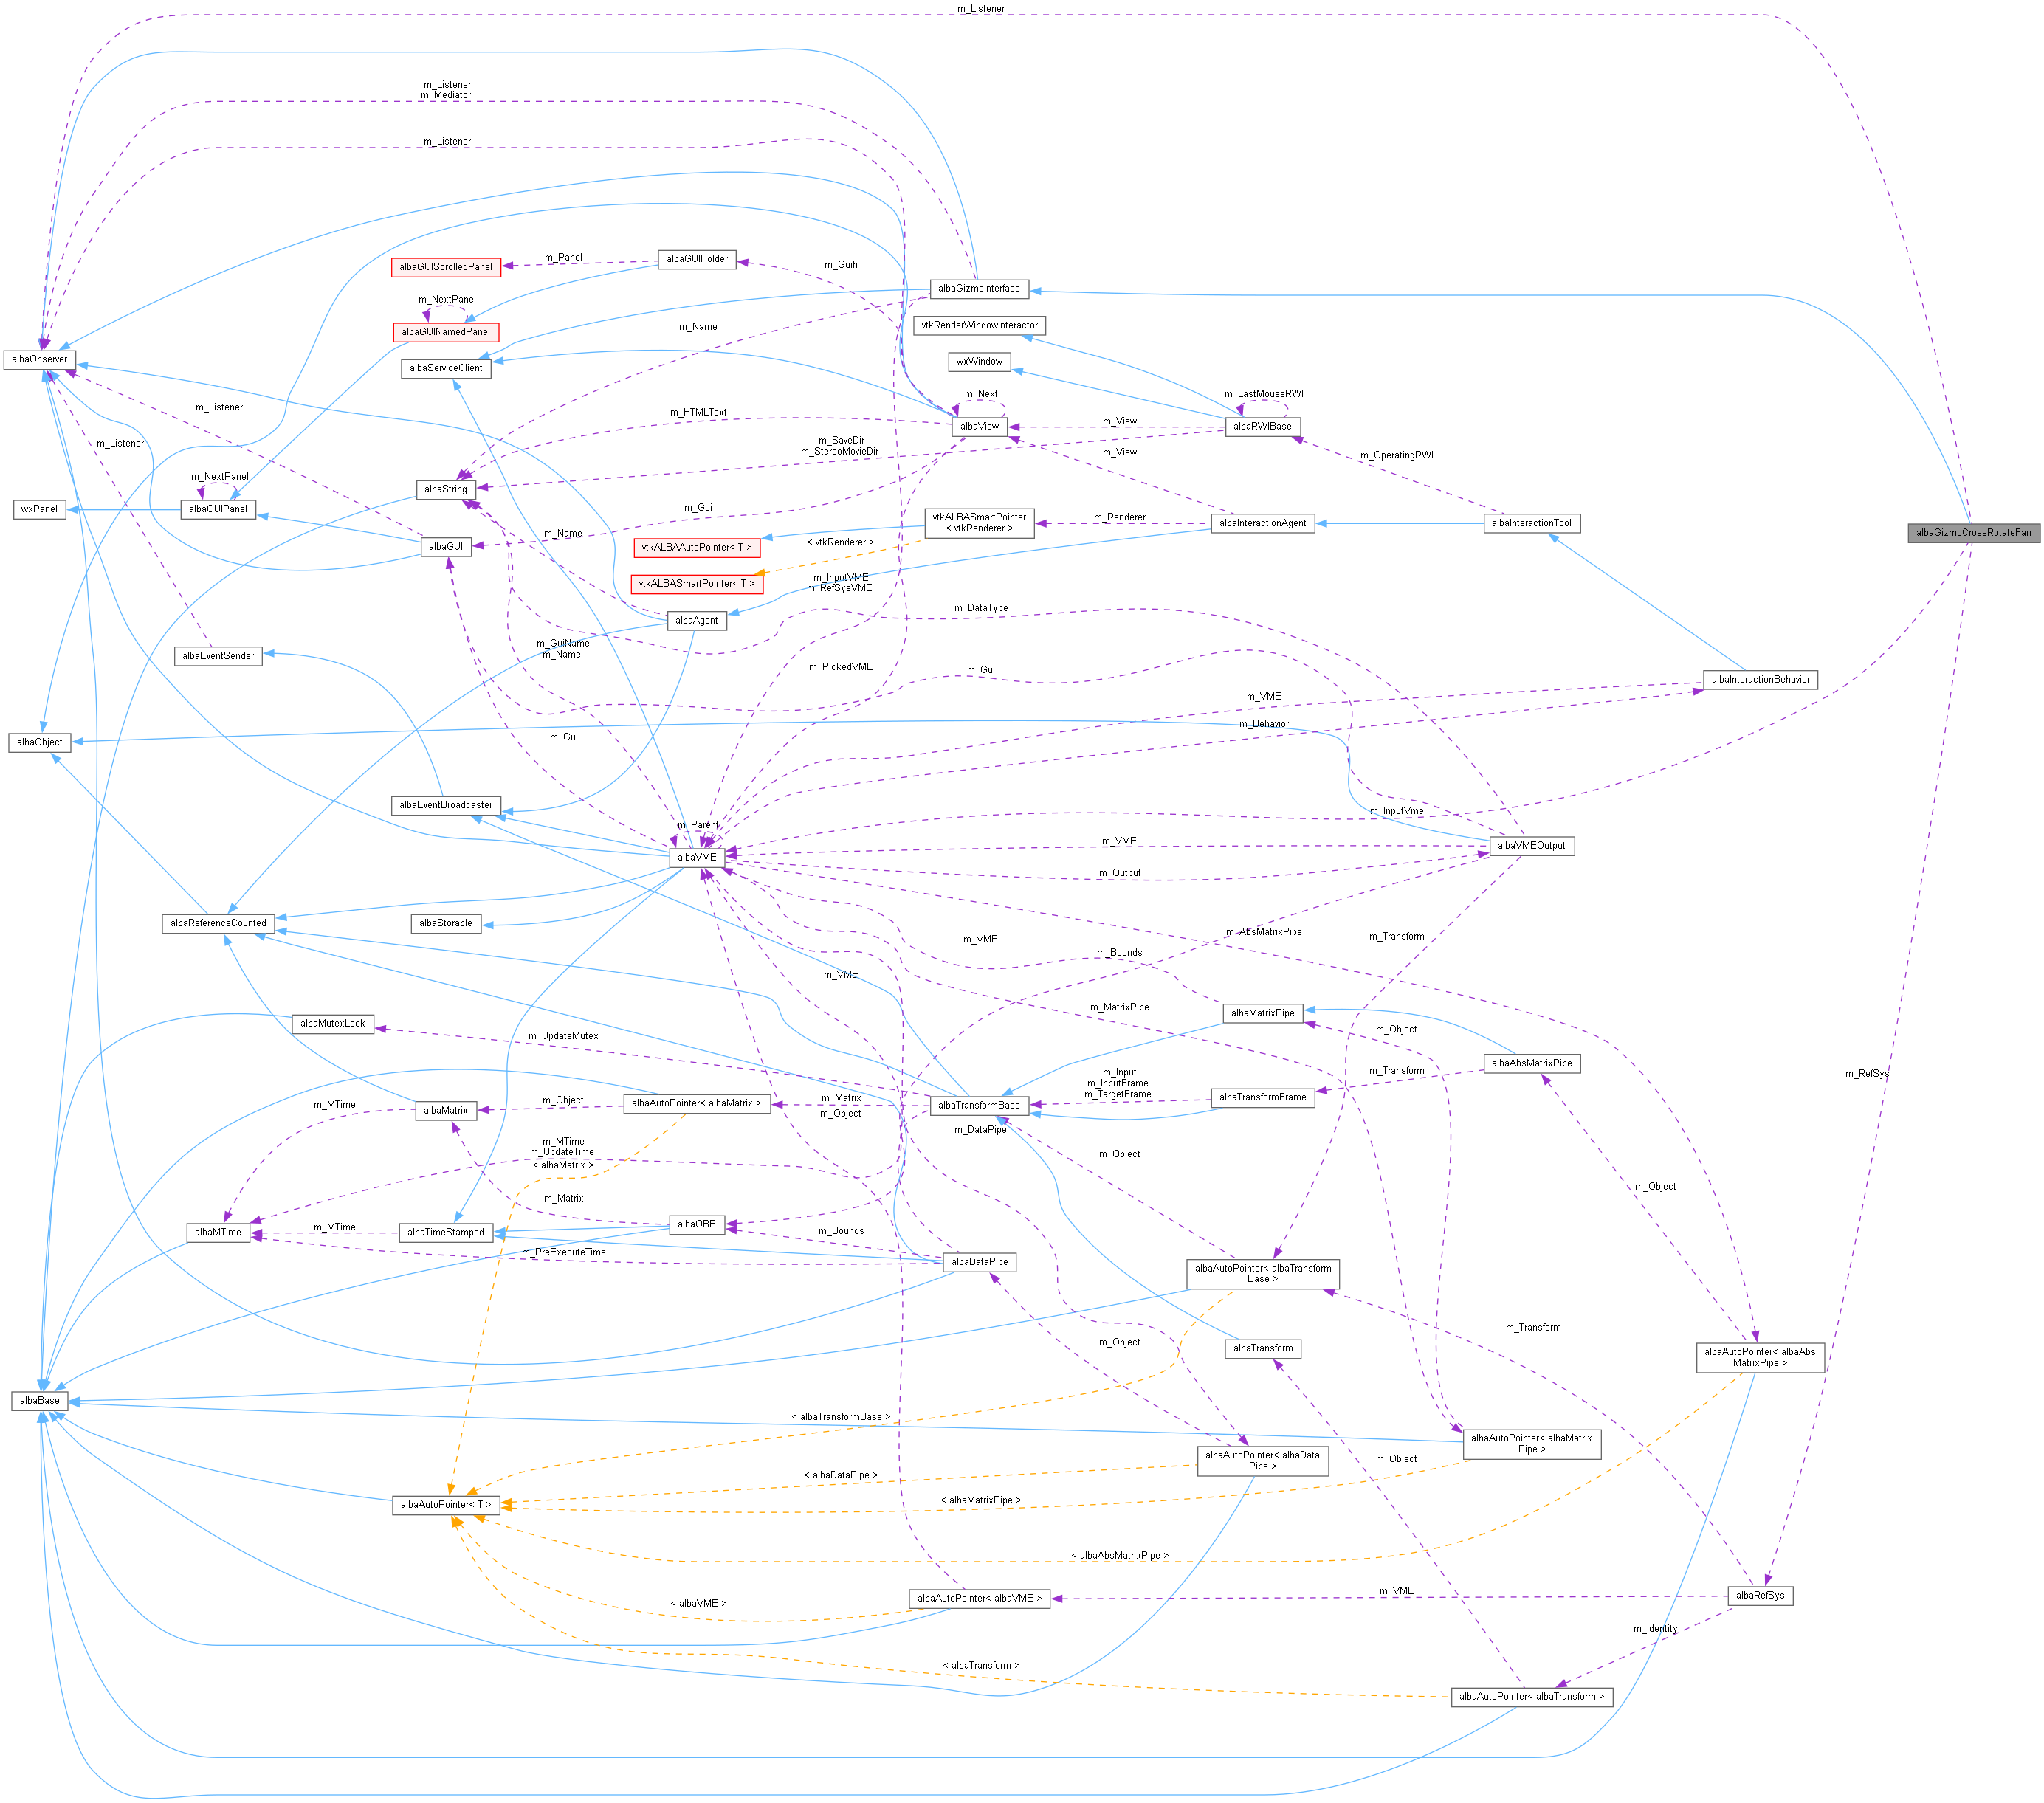 m_Listener
m_Listener
m_Mediator
m_Listener
albaGUIHolder
m_Panel
albaGUIScrolledPanel
m_Guih
albaGizmoInterface
m_NextPanel
vtkRenderWindowInteractor
m_Name
albaGUINamedPanel
albaObserver
wxWindow
albaServiceClient
m_Next
m_LastMouseRWI
m_Listener
m_HTMLText
m_View
albaView
albaRWIBase
m_Listener
m_SaveDir
m_StereoMovieDir
m_View
m_OperatingRWI
m_NextPanel
albaString
wxPanel
albaGUIPanel
m_Gui
vtkALBASmartPointer
< vtkRenderer >
m_Renderer
albaInteractionAgent
albaInteractionTool
albaGizmoCrossRotateFan
m_Name
albaGUI
vtkALBAAutoPointer< T >
< vtkRenderer >
vtkALBASmartPointer< T >
m_InputVME
m_RefSysVME
m_DataType
albaAgent
m_GuiName
m_Name
albaEventSender
m_PickedVME
m_Gui
albaInteractionBehavior
m_VME
m_Behavior
m_Gui
albaObject
albaEventBroadcaster
m_InputVme
m_Parent
m_VME
albaVMEOutput
albaVME
m_Output
albaReferenceCounted
albaStorable
m_AbsMatrixPipe
m_Transform
m_VME
m_Bounds
m_VME
m_MatrixPipe
albaMatrixPipe
albaMutexLock
m_UpdateMutex
m_Object
albaAbsMatrixPipe
m_Input
m_InputFrame
m_TargetFrame
m_Transform
m_RefSys
m_MTime
albaMatrix
m_Object
albaAutoPointer< albaMatrix >
m_Matrix
m_Object
albaTransformBase
albaTransformFrame
m_DataPipe
m_MTime
m_UpdateTime
< albaMatrix >
m_Object
m_Object
m_Matrix
albaMTime
m_MTime
albaTimeStamped
albaOBB
m_Bounds
m_PreExecuteTime
albaDataPipe
albaAutoPointer< albaTransform
Base >
m_Transform
m_Object
albaTransform
albaAutoPointer< albaAbs
MatrixPipe >
albaBase
< albaTransformBase >
albaAutoPointer< albaMatrix
Pipe >
albaAutoPointer< albaData
Pipe >
m_Object
< albaDataPipe >
< albaMatrixPipe >
albaAutoPointer< T >
< albaAbsMatrixPipe >
m_VME
albaRefSys
albaAutoPointer< albaVME >
< albaVME >
m_Identity
< albaTransform >
albaAutoPointer< albaTransform >